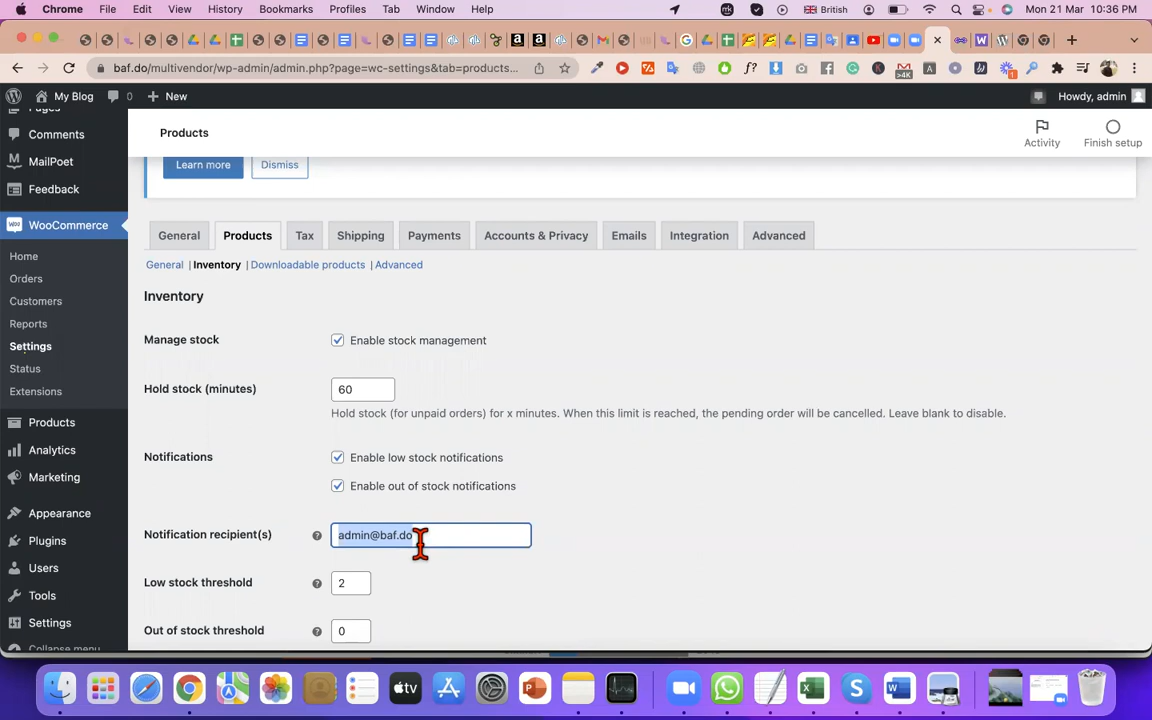 Chrome File Edit View History Bookmarks Profiles Tab Window Help British Mon 21 Mar 10:36 PM
baf.do/multivendor/wp-admin/admin.php?page=wc-settings&tab=products...
My Blog 0 New Howdy, admin
Pages
Comments
MailPoet
Feedback
WooCommerce
Home
Orders
Customers
Reports
Settings
Status
Extensions
Products
Analytics
Marketing
Appearance
Plugins
Users
Tools
Settings
Collapse menu
Products
Activity
Finish setup
Learn more Dismiss
General Products Tax Shipping Payments Accounts & Privacy Emails Integration Advanced
General | Inventory | Downloadable products | Advanced
Inventory
Manage stock Enable stock management
Hold stock (minutes) 60
Hold stock (for unpaid orders) for x minutes. When this limit is reached, the pending order will be cancelled. Leave blank to disable.
Notifications Enable low stock notifications
Enable out of stock notifications
Notification recipient(s) admin@baf.do
Low stock threshold 2
Out of stock threshold 0
tv